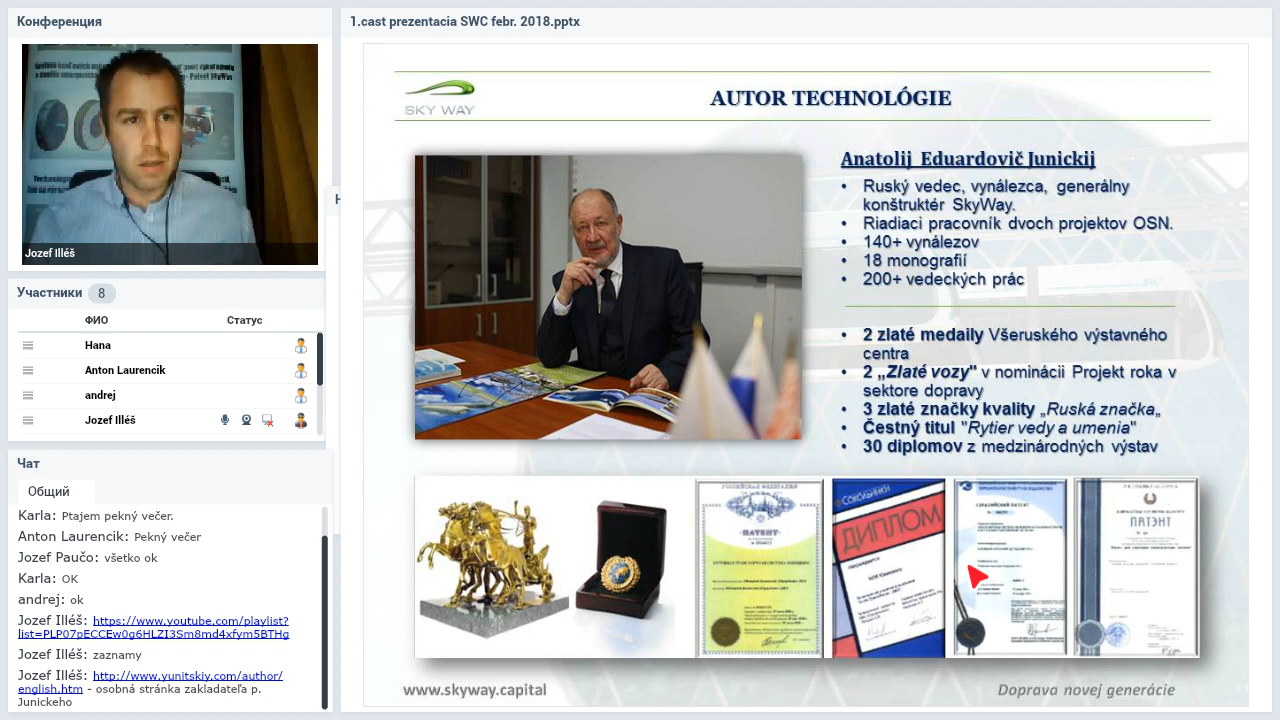 Конференция
Jozef Illéš
Участники 8
ФИО Статус
Hana
Anton Laurencik
andrej
Jozef Illéš
Чат
Общий
Karla: Ptajem pekný večer.
Anton Laurencik: Pekný večer
Jozef Paučo: všetko ok
Karla: OK
andrej: ok
Jozef Illéš: https://www.youtube.com/playlist?
list=PLP07pECCEw0g6HLZI3Sm8md4xfym5BTHg
Jozef Illéš: zaznamy
Jozef Illéš: http://www.yunitskiy.com/author/
english.htm - osobná stránka zakladateľa p.
Junickeho
1.cast prezentacia SWC febr. 2018.pptx
SKY WAY
AUTOR TECHNOLÓGIE
Anatolij Eduardovič Junickij
• Ruský vedec, vynálezca, generálny
konštruktér SkyWay.
• Riadiaci pracovník dvoch projektov OSN.
• 140+ vynálezov
• 18 monografií
• 200+ vedeckých prác
• 2 zlaté medaily Všeruského výstavného
centra
• 2 „Zlaté vozy" v nominácii Projekt roka v
sektore dopravy
• 3 zlaté značky kvality „Ruská značka„
• Čestný titul "Rytier vedy a umenia"
• 30 diplomov z medzinárodných výstav
РОССИЙСКАЯ ФЕДЕРАЦИЯ
ПАТЕНТ
СОКОЛЬНИКИ
ДИПЛОМ
ЕВРАЗИЙСКИЙ ПАТЕНТ
ПАТЭНТ
www.skyway.capital
Doprava novej generácie